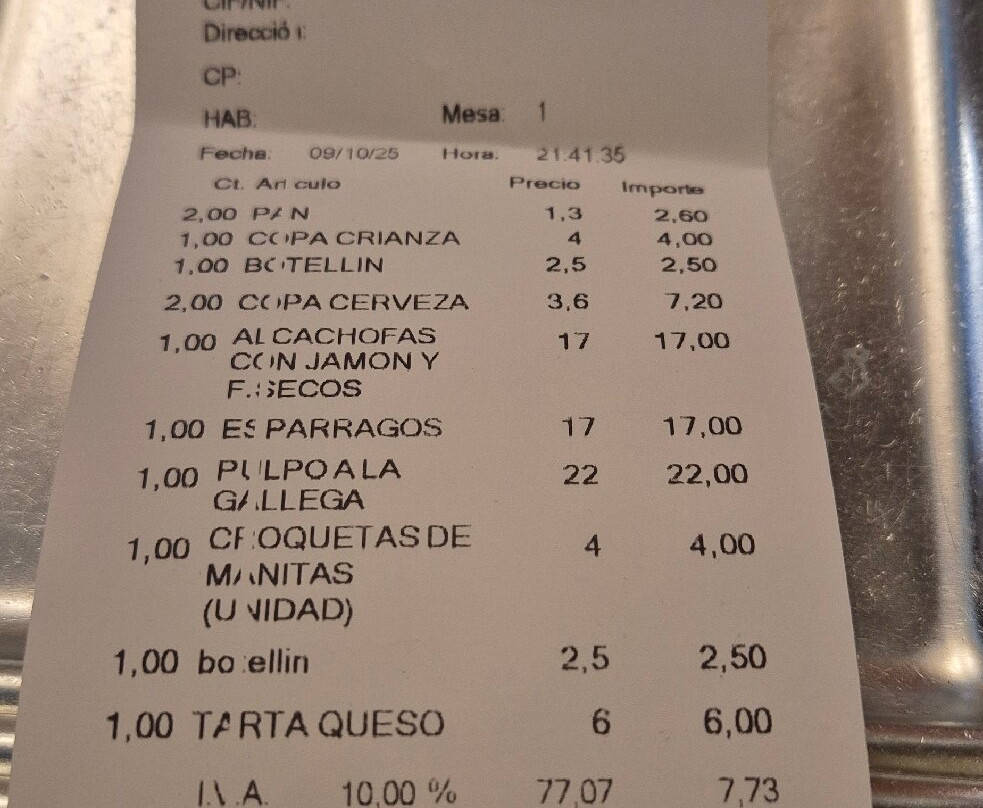 CIF/NIF:
Dirección:
CP:
HAB: Mesa: 1
Fecha: 09/10/25 Hora: 21:41:35
Ct. Articulo Precio Importe
2,00 PAN 1,3 2,60
1,00 COPA CRIANZA 4 4,00
1,00 BOTELLIN 2,5 2,50
2,00 COPA CERVEZA 3,6 7,20
1,00 ALCACHOFAS 17 17,00
CON JAMON Y
F.SECOS
1,00 ESPARRAGOS 17 17,00
1,00 PULPO A LA 22 22,00
GALLEGA
1,00 CROQUETAS DE 4 4,00
MANITAS
(UNIDAD)
1,00 botellin 2,5 2,50
1,00 TARTA QUESO 6 6,00
I.V.A. 10,00 % 77,07 7,73